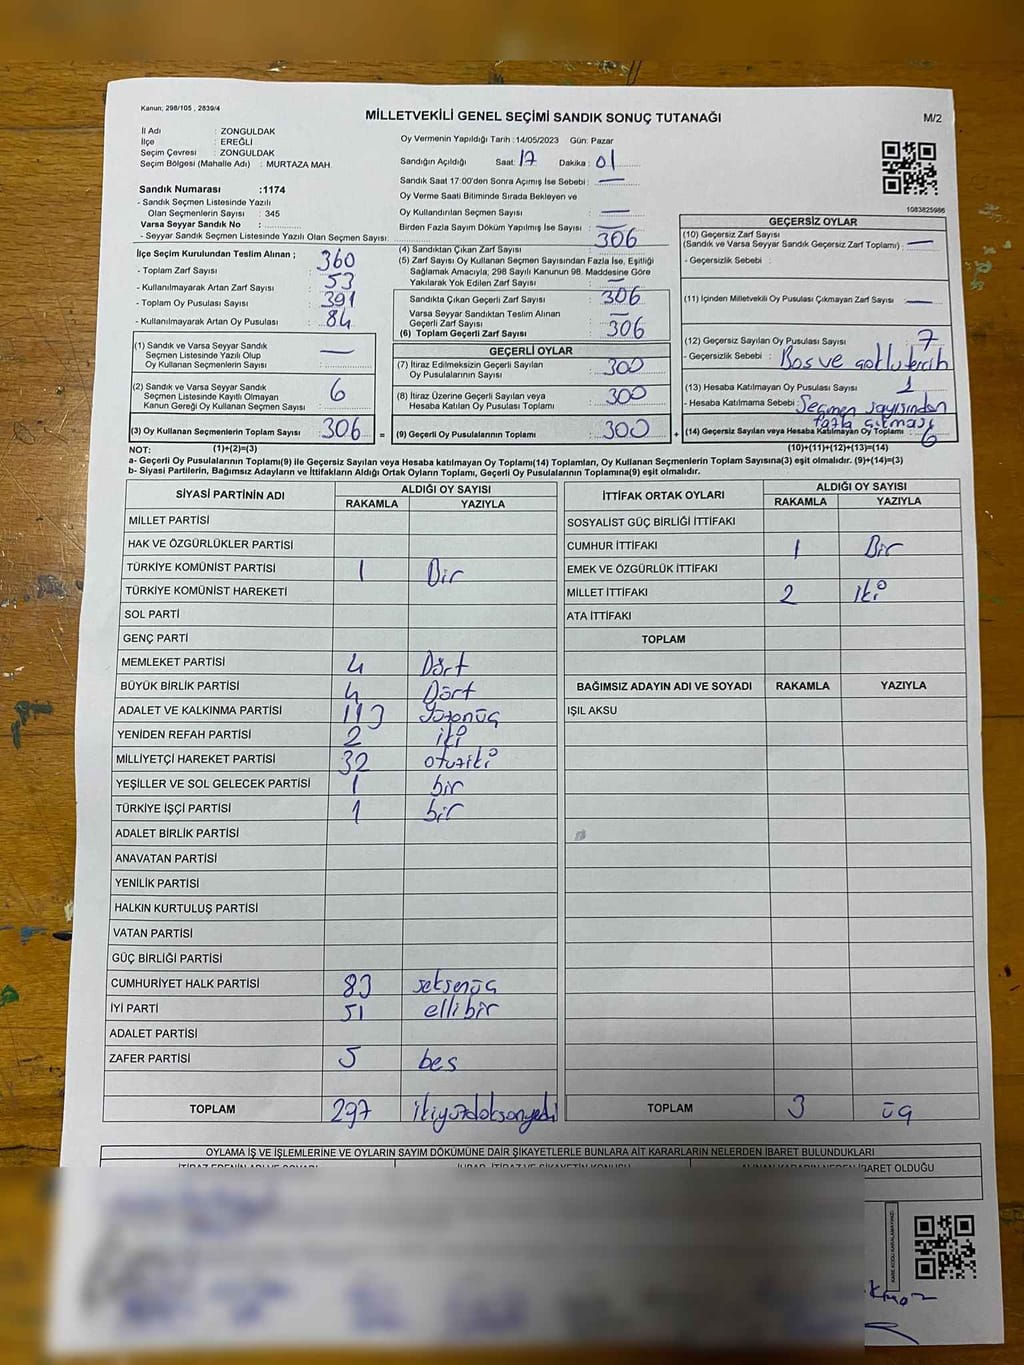 Kanun; 298/105 , 2839/4
MİLLETVEKİLİ GENEL SEÇİMİ SANDIK SONUÇ TUTANAĞI
M/2
İl Adı : ZONGULDAK
İlçe : EREĞLİ
Seçim Çevresi : ZONGULDAK
Seçim Bölgesi (Mahalle Adı) : MURTAZA MAH.
Oy Vermenin Yapıldığı Tarih :14/05/2023 Gün: Pazar
Sandığın Açıldığı Saat: 17 Dakika : 01
Sandık Saat 17:00'den Sonra Açımış İse Sebebi : —
Oy Verme Saati Bitiminde Sırada Bekleyen ve
Oy Kullandırılan Seçmen Sayısı : —
Birden Fazla Sayım Döküm Yapılmış İse Sayısı : —
1083825986
Sandık Numarası :1174
- Sandık Seçmen Listesinde Yazılı
Olan Seçmenlerin Sayısı : 345
Varsa Seyyar Sandık No :
- Seyyar Sandık Seçmen Listesinde Yazılı Olan Seçmen Sayısı:
İlçe Seçim Kurulundan Teslim Alınan ;
- Toplam Zarf Sayısı : 360
- Kullanılmayarak Artan Zarf Sayısı : 53
- Toplam Oy Pusulası Sayısı : 391
- Kullanılmayarak Artan Oy Pusulası : 84
(4) Sandıktan Çıkan Zarf Sayısı : 306
(5) Zarf Sayısı Oy Kullanan Seçmen Sayısından Fazla İse, Eşitliği
Sağlamak Amacıyla; 298 Sayılı Kanunun 98. Maddesine Göre
Yakılarak Yok Edilen Zarf Sayısı : —
Sandıkta Çıkan Geçerli Zarf Sayısı : 306
Varsa Seyyar Sandıktan Teslim Alınan
Geçerli Zarf Sayısı : —
(6) Toplam Geçerli Zarf Sayısı : 306
GEÇERSİZ OYLAR
(10) Geçersiz Zarf Sayısı
(Sandık ve Varsa Seyyar Sandık Geçersiz Zarf Toplamı) : —
- Geçersizlik Sebebi :
(11) İçinden Milletvekili Oy Pusulası Çıkmayan Zarf Sayısı : —
(12) Geçersiz Sayılan Oy Pusulası Sayısı : 7
- Geçersizlik Sebebi : Bos ve
(13) Hesaba Katılmayan Oy Pusulası Sayısı : 1
- Hesaba Katılmama Sebebi : Seçmen sayısından
fazla çıkması
(14) Geçersiz Sayılan veya Hesaba Katılmayan Oy Toplamı : 6
(10)+(11)+(12)+(13)=(14)
(1) Sandık ve Varsa Seyyar Sandık
Seçmen Listesinde Yazılı Olup
Oy Kullanan Seçmenlerin Sayısı : —
(2) Sandık ve Varsa Seyyar Sandık
Seçmen Listesinde Kayıtlı Olmayan
Kanun Gereği Oy Kullanan Seçmen Sayısı : 6
(3) Oy Kullanan Seçmenlerin Toplam Sayısı : 306 =
GEÇERLİ OYLAR
(7) İtiraz Edilmeksizin Geçerli Sayılan
Oy Pusulalarının Sayısı : 300
(8) İtiraz Üzerine Geçerli Sayılan veya
Hesaba Katılan Oy Pusulası Toplamı : 300
(9) Geçerli Oy Pusulalarının Toplamı : 300 +
NOT: (1)+(2)=(3)
a- Geçerli Oy Pusulalarının Toplamı(9) ile Geçersiz Sayılan veya Hesaba katılmayan Oy Toplamı(14) Toplamları, Oy Kullanan Seçmenlerin Toplam Sayısına(3) eşit olmalıdır. (9)+(14)=(3)
b- Siyasi Partilerin, Bağımsız Adayların ve İttifakların Aldığı Ortak Oyların Toplamı, Geçerli Oy Pusulalarının Toplamına(9) eşit olmalıdır.
SİYASİ PARTİNİN ADI ALDIĞI OY SAYISI
RAKAMLA YAZIYLA
MİLLET PARTİSİ
HAK VE ÖZGÜRLÜKLER PARTİSİ
TÜRKİYE KOMÜNİST PARTİSİ 1 Bir
TÜRKİYE KOMÜNİST HAREKETİ
SOL PARTİ
GENÇ PARTİ
MEMLEKET PARTİSİ 4 Dört
BÜYÜK BİRLİK PARTİSİ 4 Dört
ADALET VE KALKINMA PARTİSİ 113 yüzonüç
YENİDEN REFAH PARTİSİ 2 iki
MİLLİYETÇİ HAREKET PARTİSİ 32 otuziki
YEŞİLLER VE SOL GELECEK PARTİSİ 1 bir
TÜRKİYE İŞÇİ PARTİSİ 1 bir
ADALET BİRLİK PARTİSİ
ANAVATAN PARTİSİ
YENİLİK PARTİSİ
HALKIN KURTULUŞ PARTİSİ
VATAN PARTİSİ
GÜÇ BİRLİĞİ PARTİSİ
CUMHURİYET HALK PARTİSİ 83 seksenüç
İYİ PARTİ 51 ellibir
ADALET PARTİSİ
ZAFER PARTİSİ 5 bes
TOPLAM 297 ikiyüzdoksanyedi
İTTİFAK ORTAK OYLARI ALDIĞI OY SAYISI
RAKAMLA YAZIYLA
SOSYALIST GÜÇ BİRLİĞİ İTTİFAKI
CUMHUR İTTİFAKI 1 Bir
EMEK VE ÖZGÜRLÜK İTTİFAKI
MİLLET İTTİFAKI 2 iki
ATA İTTİFAKI
TOPLAM
BAĞIMSIZ ADAYIN ADI VE SOYADI RAKAMLA YAZIYLA
IŞIL AKSU
TOPLAM 3 üç
OYLAMA İŞ VE İŞLEMLERİNE VE OYLARIN SAYIM DÖKÜMÜNE DAİR ŞİKAYETLERLE BUNLARA AİT KARARLARIN NELERDEN İBARET BULUNDUKLARI
İTİRAZ EDENİN ADI VE SOYADI İHBAR, İTİRAZ VE ŞİKAYETİN KONUSU ALINAN KARARIN NEDEN İBARET OLDUĞU
KARE KODU KARALAMAYINIZ!